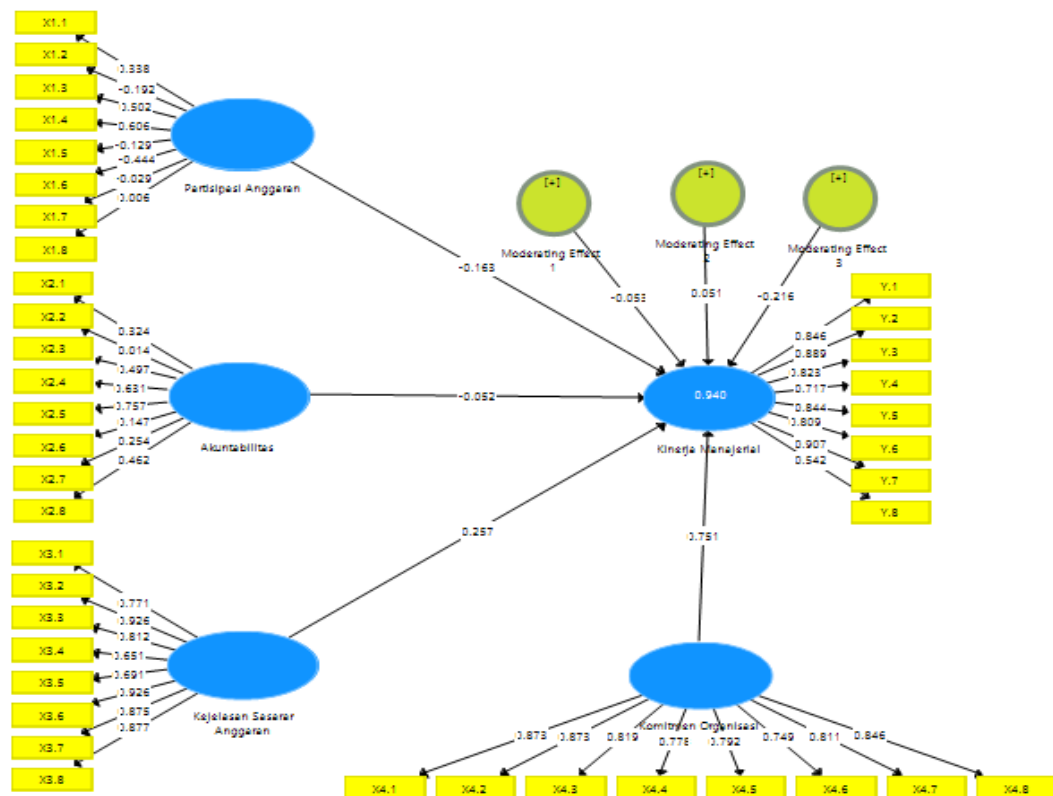 X1.1
X1.2
X1.3
X1.4
X1.5
X1.6
X1.7
X1.8
0.338
-0.192
0.502
0.606
-0.129
-0.444
-0.029
0.006
Partisipasi Anggaran
X2.1
X2.2
X2.3
X2.4
X2.5
X2.6
X2.7
X2.8
0.324
0.014
0.497
0.631
0.757
0.147
0.254
0.462
Akuntabilitas
X3.1
X3.2
X3.3
X3.4
X3.5
X3.6
X3.7
X3.8
0.771
0.926
0.812
0.651
0.691
0.926
0.875
0.877
Kejelasan Sasaran
Anggaran
-0.163
-0.052
0.257
0.751
[+]
Moderating Effect
1
-0.053
[+]
Moderating Effect
2
0.051
[+]
Moderating Effect
3
-0.216
0.940
Kinerja Manajerial
0.846
0.889
0.823
0.717
0.844
0.809
0.907
0.542
Y.1
Y.2
Y.3
Y.4
Y.5
Y.6
Y.7
Y.8
Komitmen Organisasi
0.873
0.873
0.819
0.778
0.792
0.749
0.811
0.846
X4.1
X4.2
X4.3
X4.4
X4.5
X4.6
X4.7
X4.8